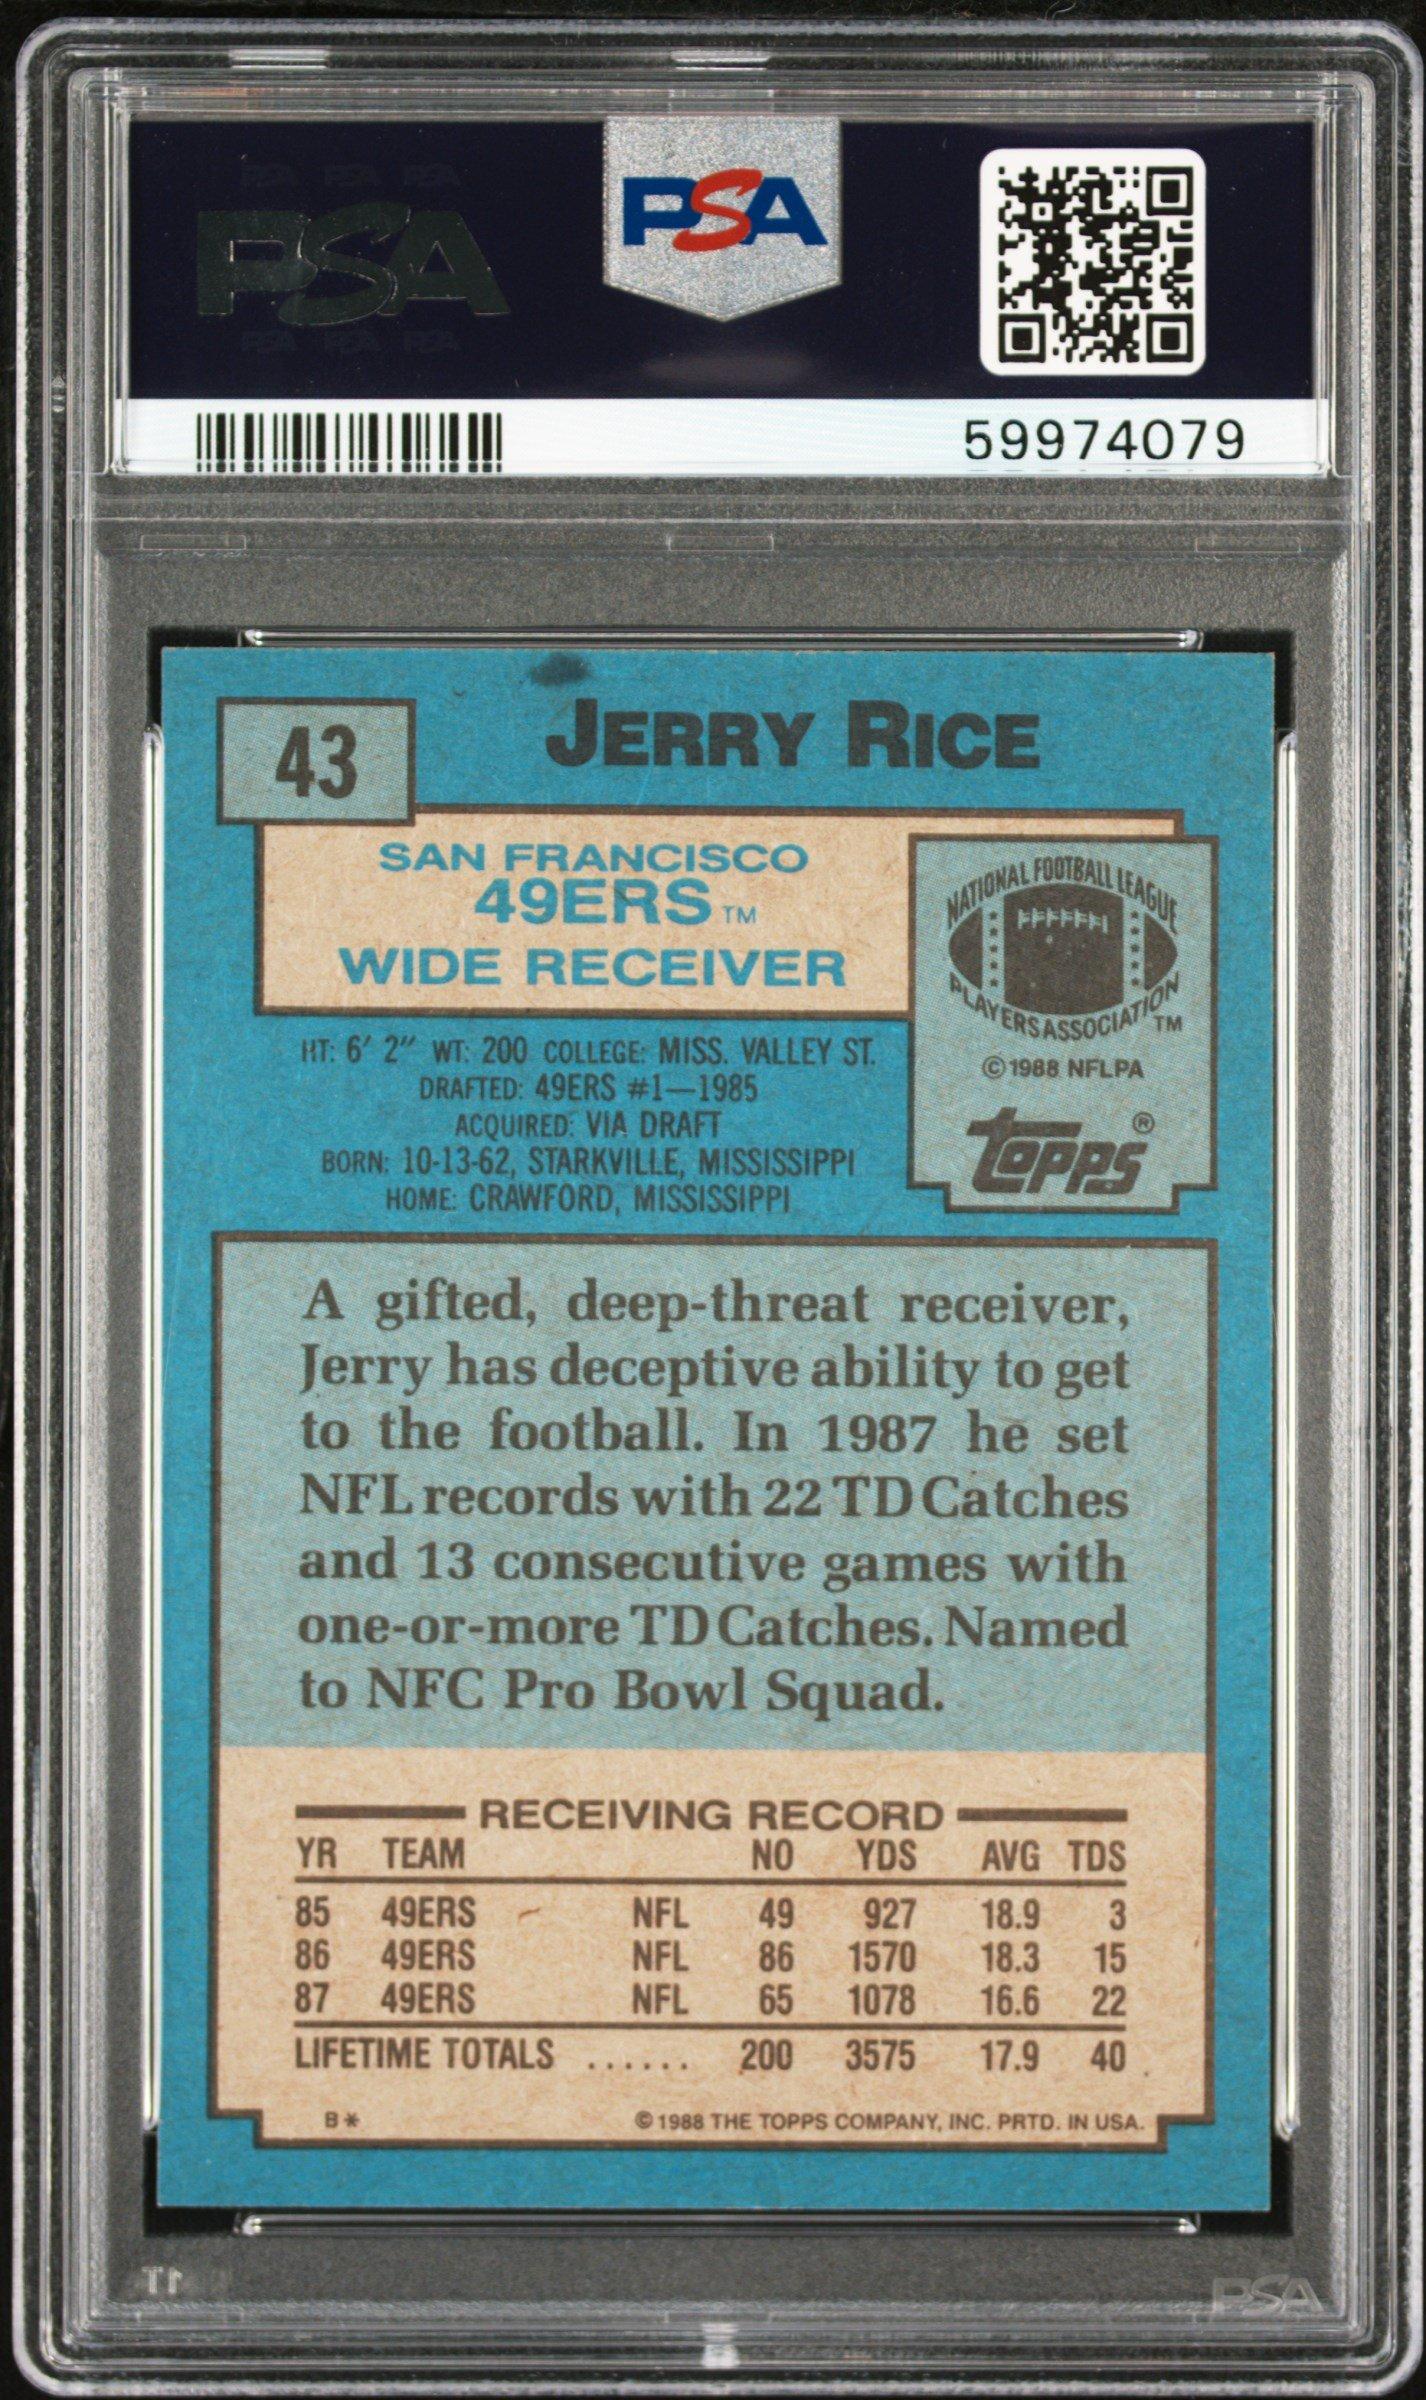 PSA PSA PSA
PSA
PSA PSA PSA
PSA
59974079
43
JERRY RICE
SAN FRANCISCO
49ERS TM
WIDE RECEIVER
NATIONAL FOOTBALL LEAGUE
PLAYERS ASSOCIATION TM
© 1988 NFLPA
TOPPS ®
HT: 6' 2" WT: 200 COLLEGE: MISS. VALLEY ST.
DRAFTED: 49ERS #1—1985
ACQUIRED: VIA DRAFT
BORN: 10-13-62, STARKVILLE, MISSISSIPPI
HOME: CRAWFORD, MISSISSIPPI
A gifted, deep-threat receiver,
Jerry has deceptive ability to get
to the football. In 1987 he set
NFL records with 22 TD Catches
and 13 consecutive games with
one-or-more TD Catches. Named
to NFC Pro Bowl Squad.
RECEIVING RECORD
YR TEAM NO YDS AVG TDS
85 49ERS NFL 49 927 18.9 3
86 49ERS NFL 86 1570 18.3 15
87 49ERS NFL 65 1078 16.6 22
LIFETIME TOTALS ...... 200 3575 17.9 40
B* © 1988 THE TOPPS COMPANY, INC. PRTD. IN USA.
PSA